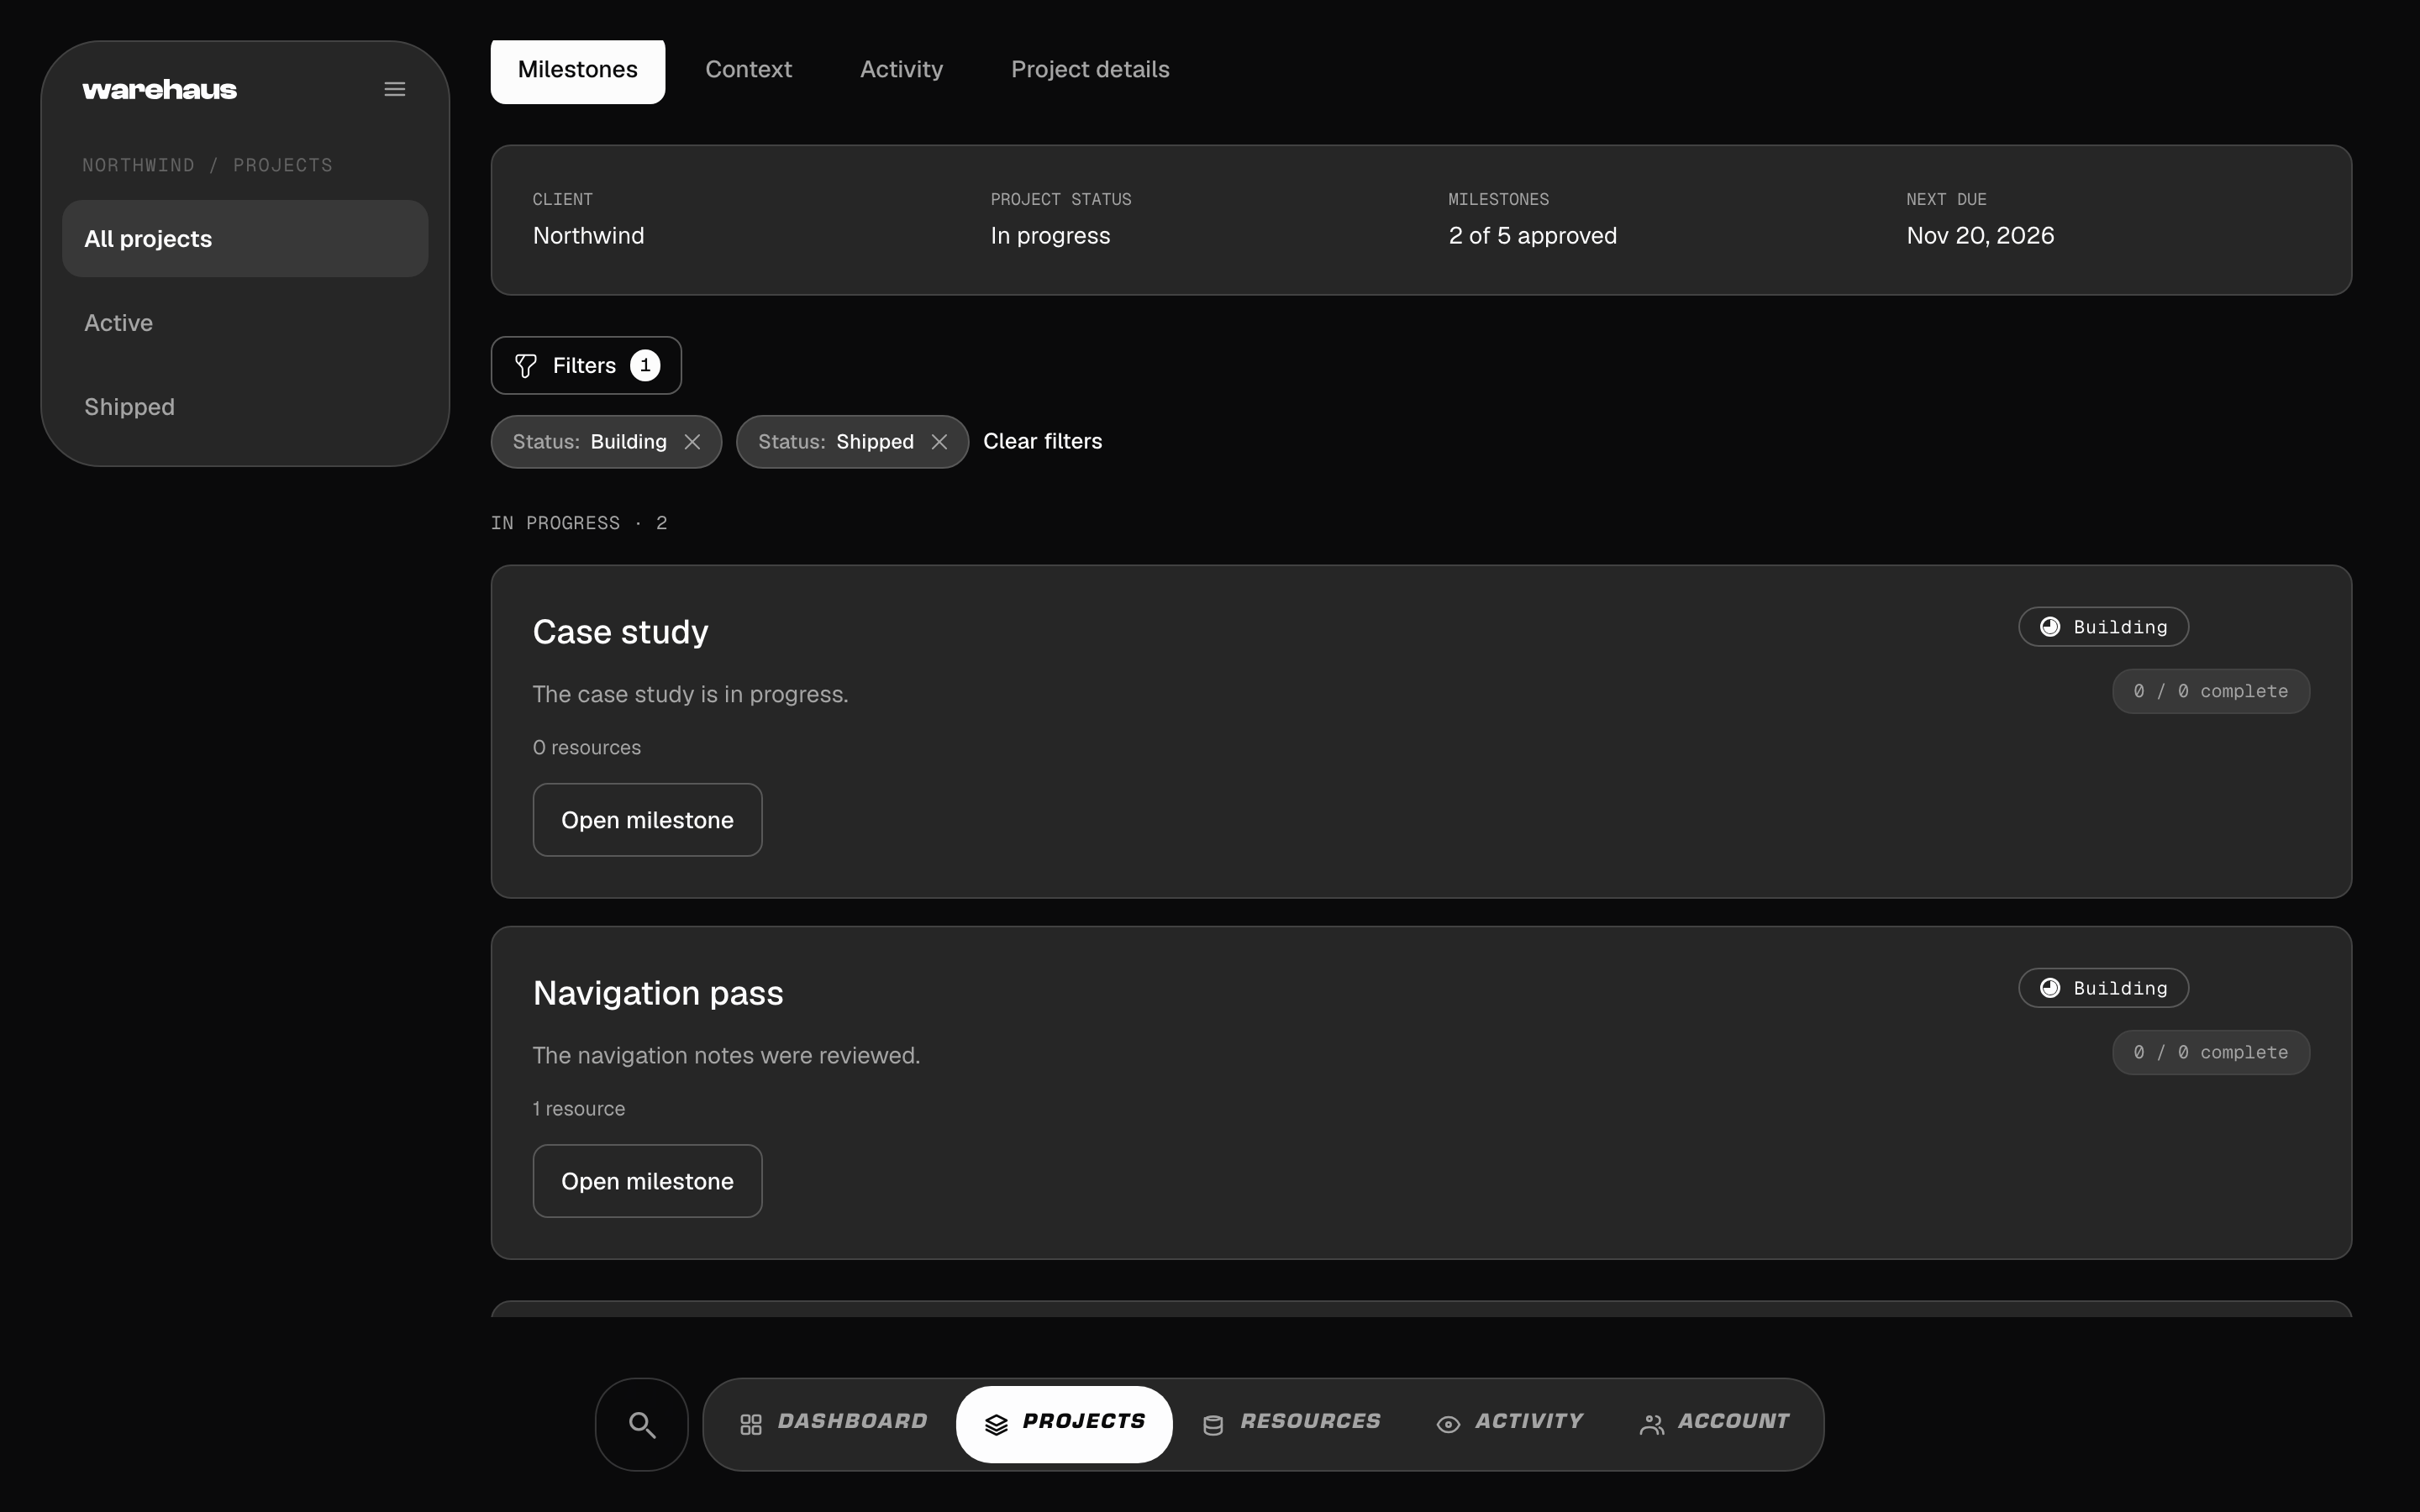 warehaus
NORTHWIND / PROJECTS
All projects
Active
Shipped
Milestones Context Activity Project details
CLIENT PROJECT STATUS MILESTONES NEXT DUE
Northwind In progress 2 of 5 approved Nov 20, 2026
Filters 1
Status: Building Status: Shipped Clear filters
IN PROGRESS · 2
Case study Building
The case study is in progress. 0 / 0 complete
0 resources
Open milestone
Navigation pass Building
The navigation notes were reviewed. 0 / 0 complete
1 resource
Open milestone
DASHBOARD PROJECTS RESOURCES ACTIVITY ACCOUNT